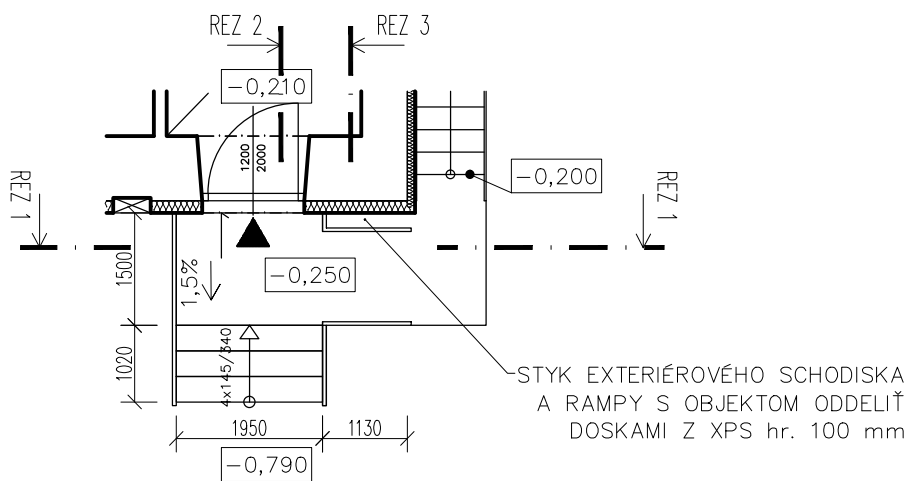 REZ 2
REZ 3
−0,210
1200
2000
−0,200
REZ 1
REZ 1
1500
1,5%
−0,250
1020
4x145/340
STYK EXTERIÉROVÉHO SCHODISKA
A RAMPY S OBJEKTOM ODDELIŤ
DOSKAMI Z XPS hr. 100 mm
1950
1130
−0,790